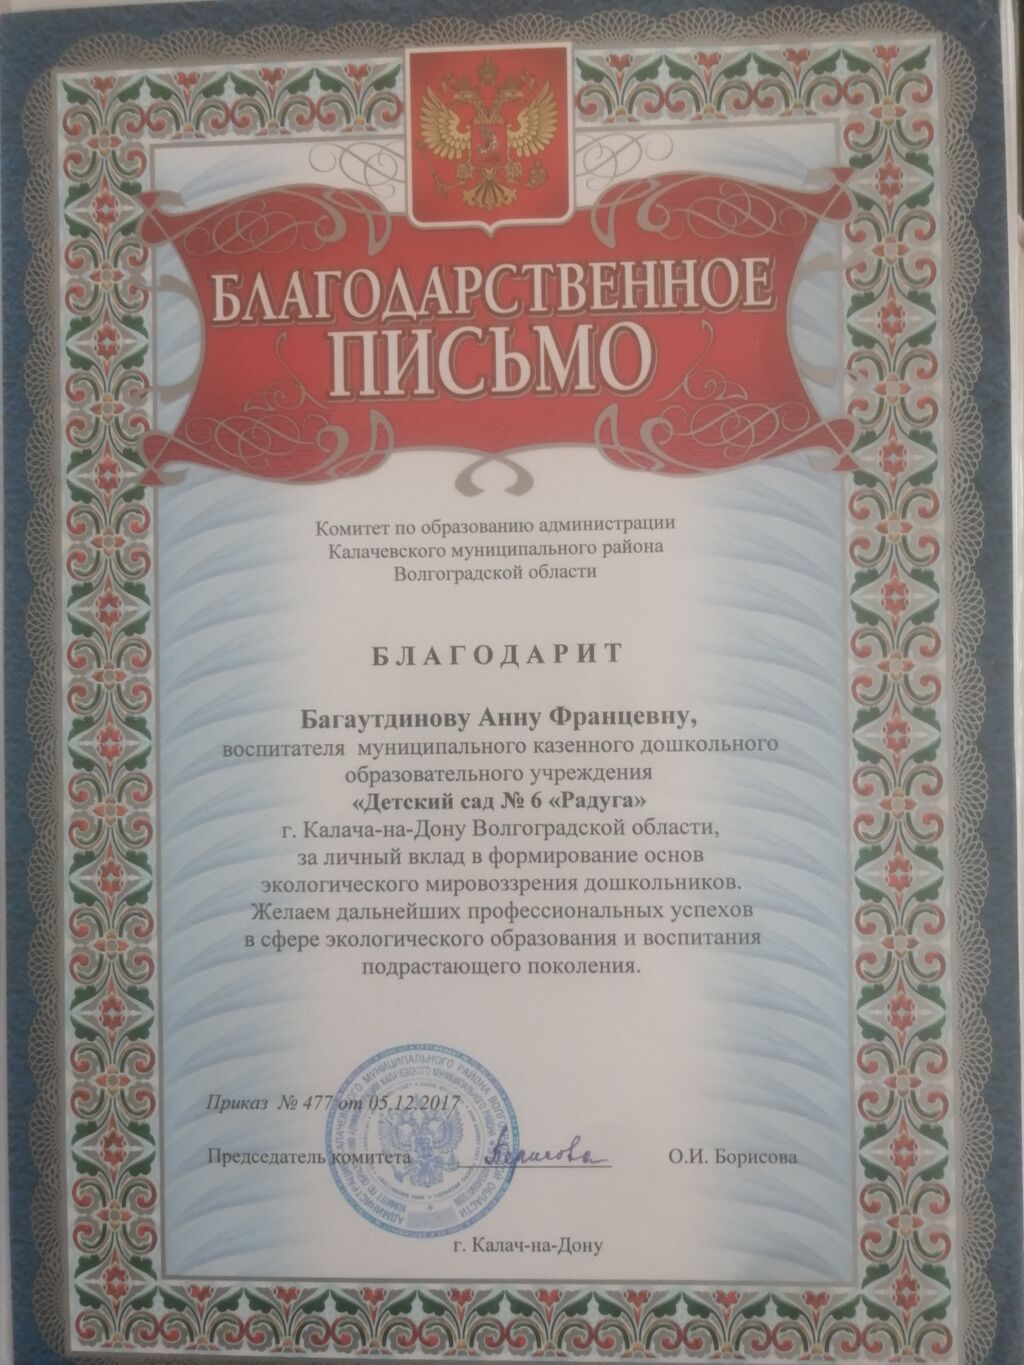 БЛАГОДАРСТВЕННОЕ
ПИСЬМО
Комитет по образованию администрации
Калачевского муниципального района
Волгоградской области
БЛАГОДАРИТ
Багаутдинову Анну Францевну,
воспитателя муниципального казенного дошкольного
образовательного учреждения
«Детский сад № 6 «Радуга»
г. Калача-на-Дону Волгоградской области,
за личный вклад в формирование основ
экологического мировоззрения дошкольников.
Желаем дальнейших профессиональных успехов
в сфере экологического образования и воспитания
подрастающего поколения.
Приказ № 477 от 05.12.2017
Председатель комитета Борисова О.И. Борисова
г. Калач-на-Дону